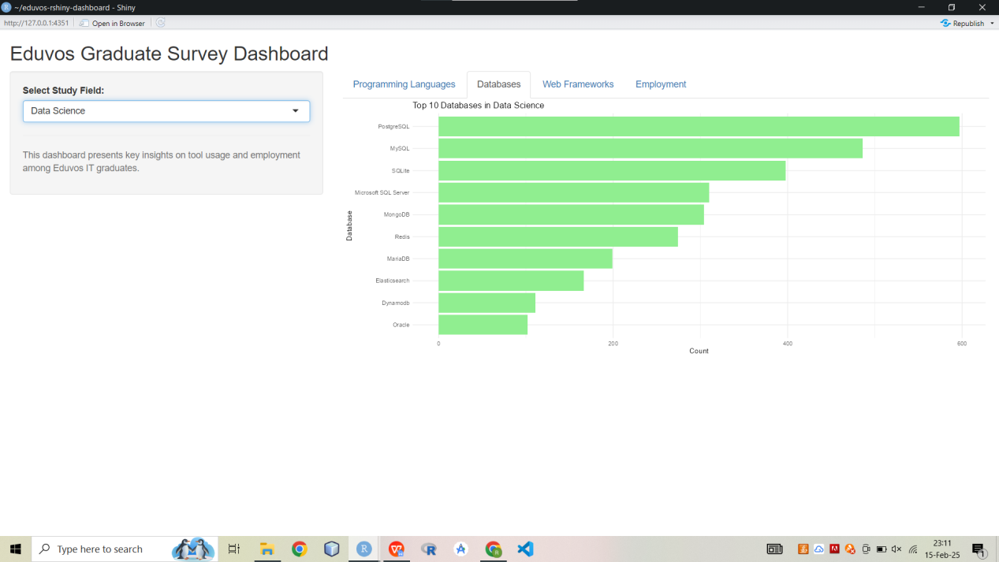 ~/eduvos-rshiny-dashboard - Shiny
http://127.0.0.1:4351 Open in Browser Republish
Eduvos Graduate Survey Dashboard
Select Study Field:
Data Science
This dashboard presents key insights on tool usage and employment
among Eduvos IT graduates.
Programming Languages Databases Web Frameworks Employment
Top 10 Databases in Data Science
Database
PostgreSQL
MySQL
SQLite
Microsoft SQL Server
MongoDB
Redis
MariaDB
Elasticsearch
Dynamodb
Oracle
0 200 400 600
Count
Type here to search
23:11
15-Feb-25
1